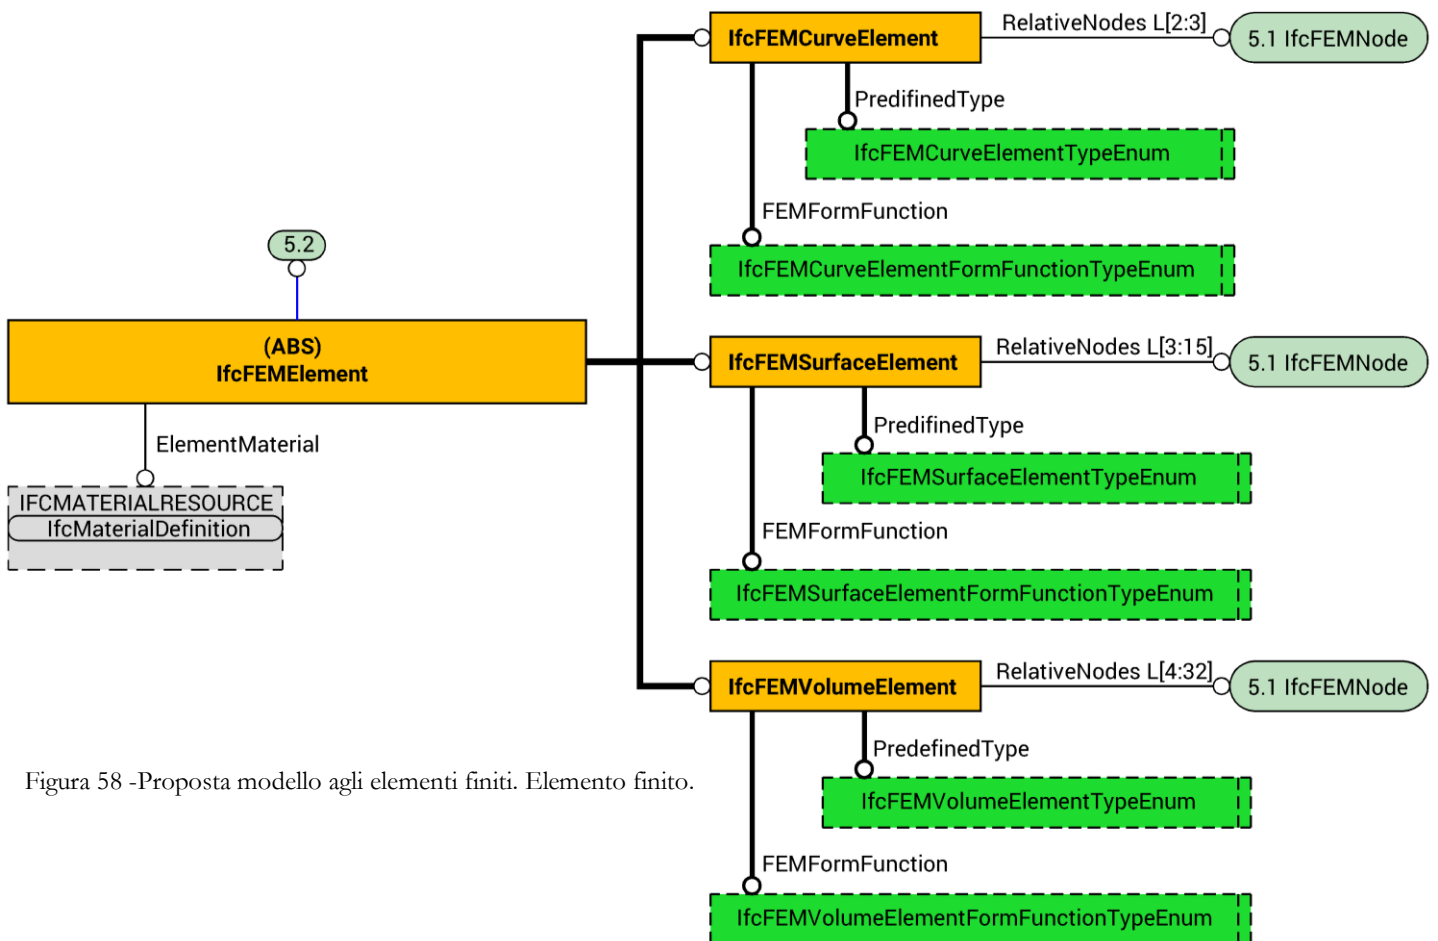 IfcFEMCurveElement
RelativeNodes L[2:3]
5.1 IfcFEMNode
PredifinedType
IfcFEMCurveElementTypeEnum
FEMFormFunction
IfcFEMCurveElementFormFunctionTypeEnum
5.2
(ABS)
IfcFEMElement
ElementMaterial
IFCMATERIALRESOURCE
IfcMaterialDefinition
IfcFEMSurfaceElement
RelativeNodes L[3:15]
5.1 IfcFEMNode
PredifinedType
IfcFEMSurfaceElementTypeEnum
FEMFormFunction
IfcFEMSurfaceElementFormFunctionTypeEnum
IfcFEMVolumeElement
RelativeNodes L[4:32]
5.1 IfcFEMNode
PredefinedType
IfcFEMVolumeElementTypeEnum
FEMFormFunction
IfcFEMVolumeElementFormFunctionTypeEnum
Figura 58 -Proposta modello agli elementi finiti. Elemento finito.